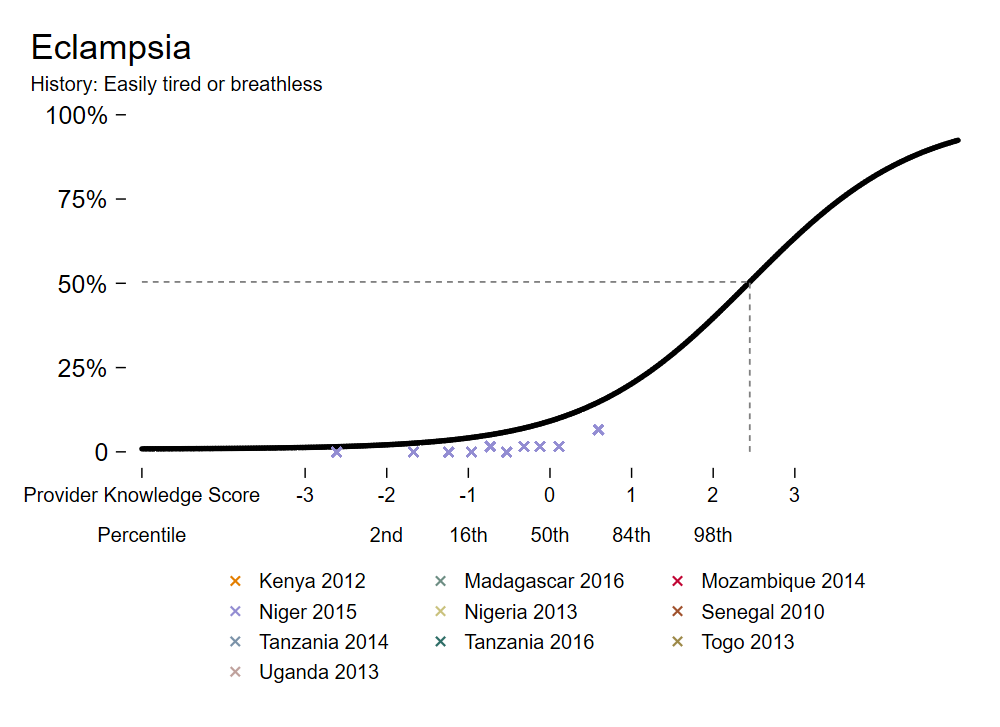 Eclampsia
History: Easily tired or breathless
100%
75%
50%
25%
0
Provider Knowledge Score -3 -2 -1 0 1 2 3
Percentile 2nd 16th 50th 84th 98th
Kenya 2012 Madagascar 2016 Mozambique 2014
Niger 2015 Nigeria 2013 Senegal 2010
Tanzania 2014 Tanzania 2016 Togo 2013
Uganda 2013